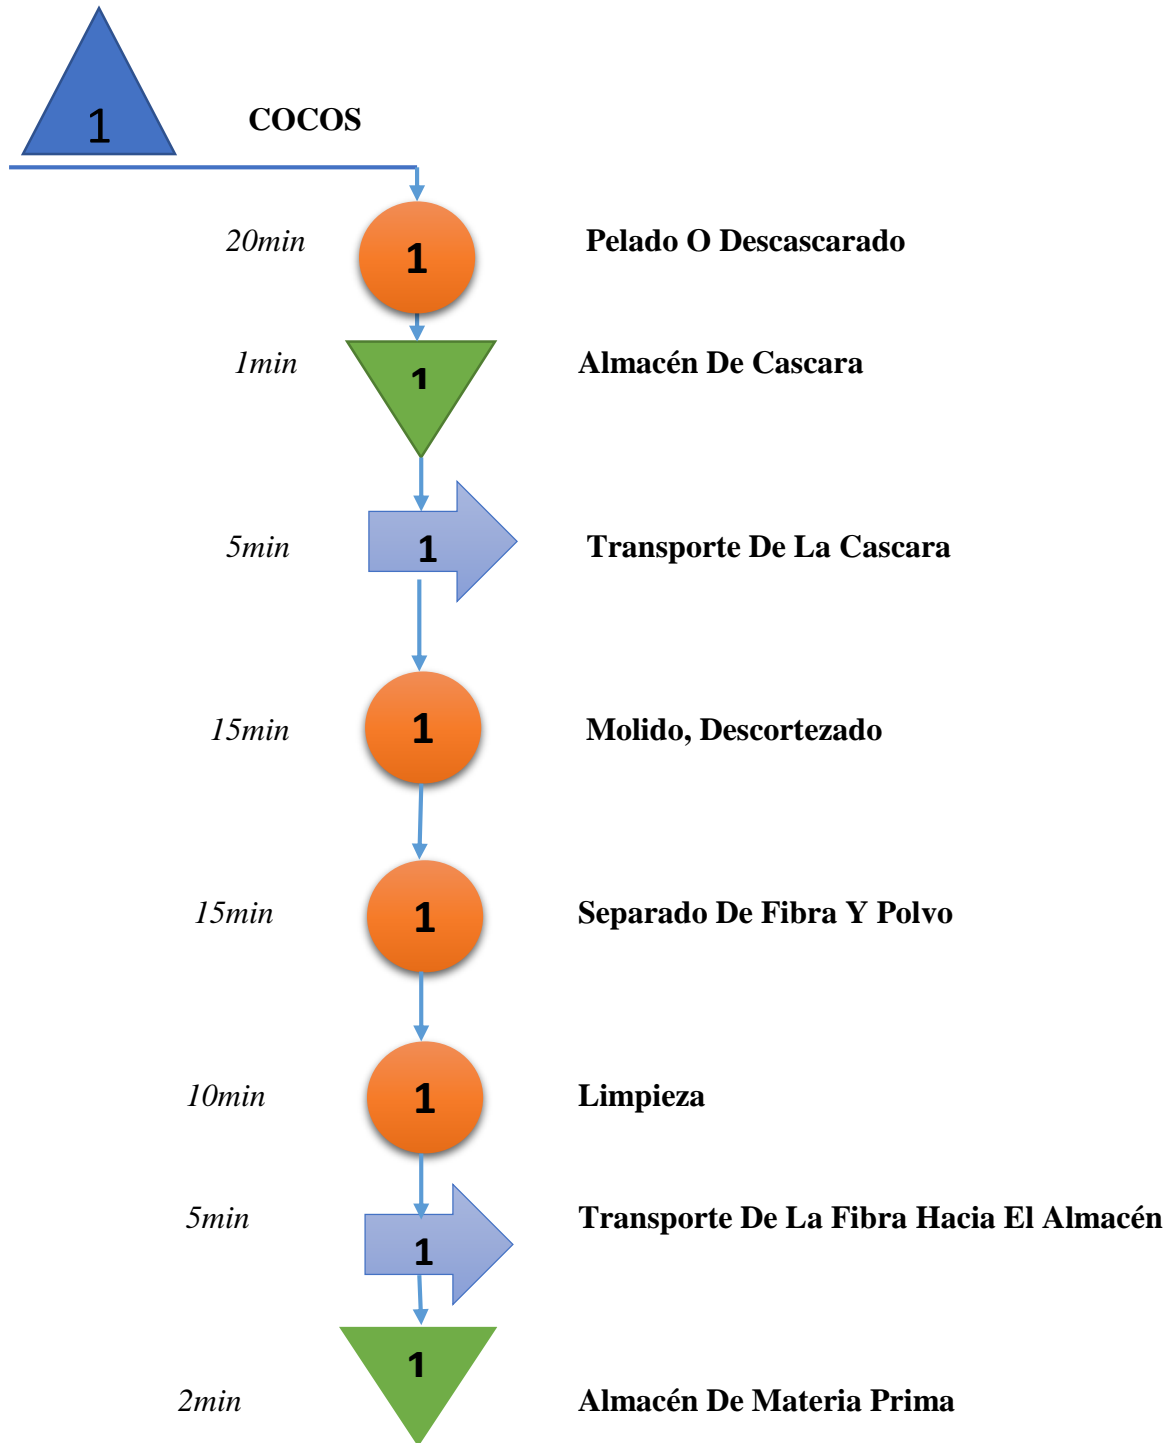 1
COCOS
20min 1 Pelado O Descascarado
1min 1 Almacén De Cascara
5min 1 Transporte De La Cascara
15min 1 Molido, Descortezado
15min 1 Separado De Fibra Y Polvo
10min 1 Limpieza
5min 1 Transporte De La Fibra Hacia El Almacén
1
2min Almacén De Materia Prima